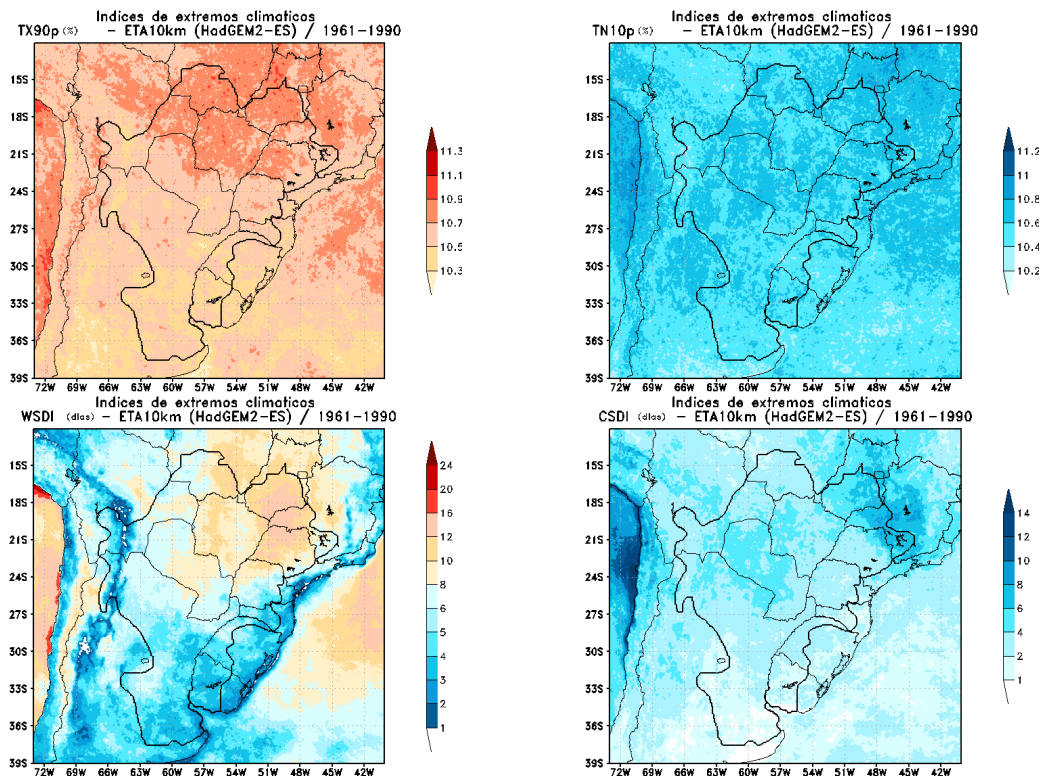 Indices de extremos climaticos
TX90p (%) - ETA10km (HadGEM2-ES) / 1961-1990
15S
18S
21S
24S
27S
30S
33S
36S
39S
72W 69W 66W 63W 60W 57W 54W 51W 48W 45W 42W
11.3
11.1
10.9
10.7
10.5
10.3
Indices de extremos climaticos
TN10p (%) - ETA10km (HadGEM2-ES) / 1961-1990
15S
18S
21S
24S
27S
30S
33S
36S
39S
72W 69W 66W 63W 60W 57W 54W 51W 48W 45W 42W
11.2
11
10.8
10.6
10.4
10.2
Indices de extremos climaticos
WSDI (dias) - ETA10km (HadGEM2-ES) / 1961-1990
15S
18S
21S
24S
27S
30S
33S
36S
39S
72W 69W 66W 63W 60W 57W 54W 51W 48W 45W 42W
24
20
16
12
10
8
6
5
4
3
2
1
Indices de extremos climaticos
CSDI (dias) - ETA10km (HadGEM2-ES) / 1961-1990
15S
18S
21S
24S
27S
30S
33S
36S
39S
72W 69W 66W 63W 60W 57W 54W 51W 48W 45W 42W
14
12
10
8
6
4
2
1